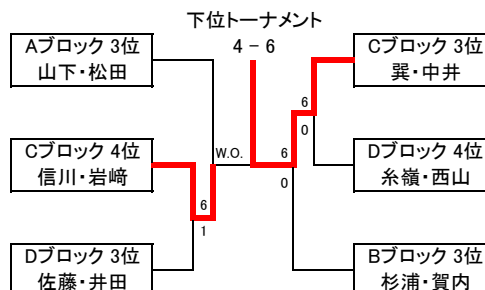 下位トーナメント
4 − 6
Aブロック 3位
山下・松田
Cブロック 3位
巽・中井
6
0
Cブロック 4位
信川・岩﨑
W.O.
6
0
Dブロック 4位
糸嶺・西山
6
1
Dブロック 3位
佐藤・井田
Bブロック 3位
杉浦・賀内